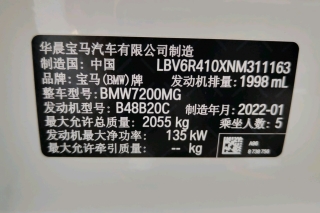 华晨宝马汽车有限公司制造
制造国：中国 LBV6R410XNM311163
品牌：宝马(BMW)牌 发动机排量：1998 mL
整车型号：BMW7200MG
发动机型号：B48B20C 制造年月：2022-01
最大允许总质量：2055 kg 乘坐人数：5
发动机最大净功率：135 kW
最大允许牵引质量：-- kg
A96